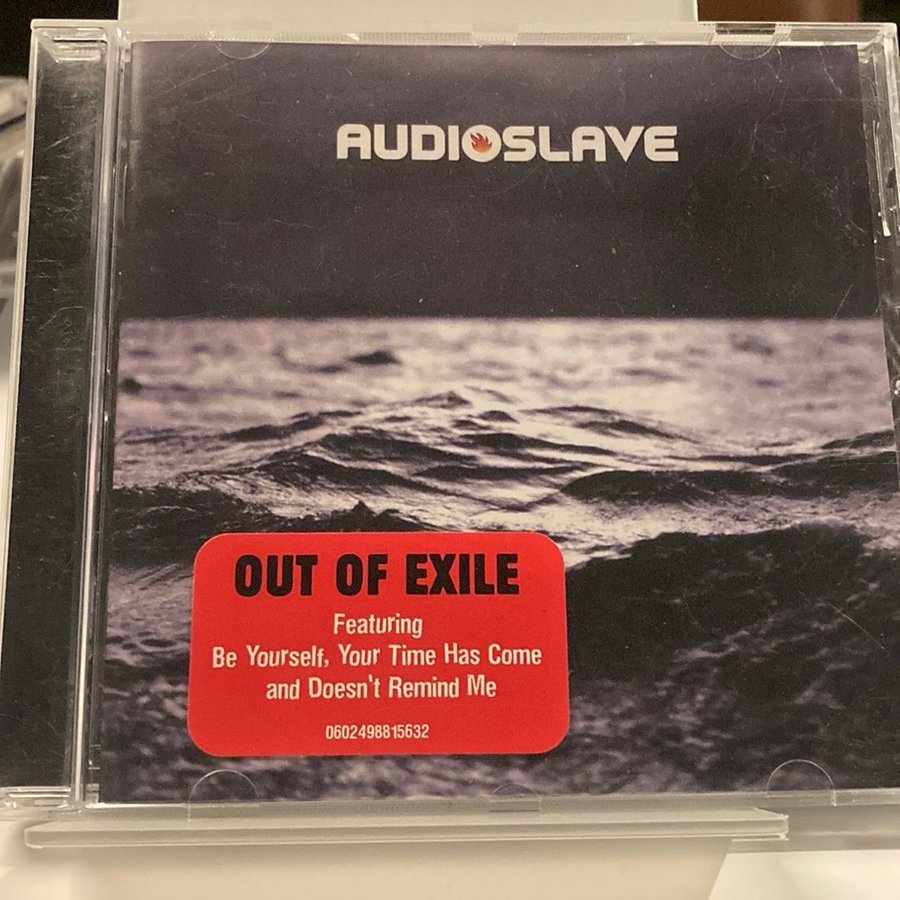 AUDIOSLAVE
OUT OF EXILE
Featuring
Be Yourself, Your Time Has Come
and Doesn't Remind Me
0602498815632